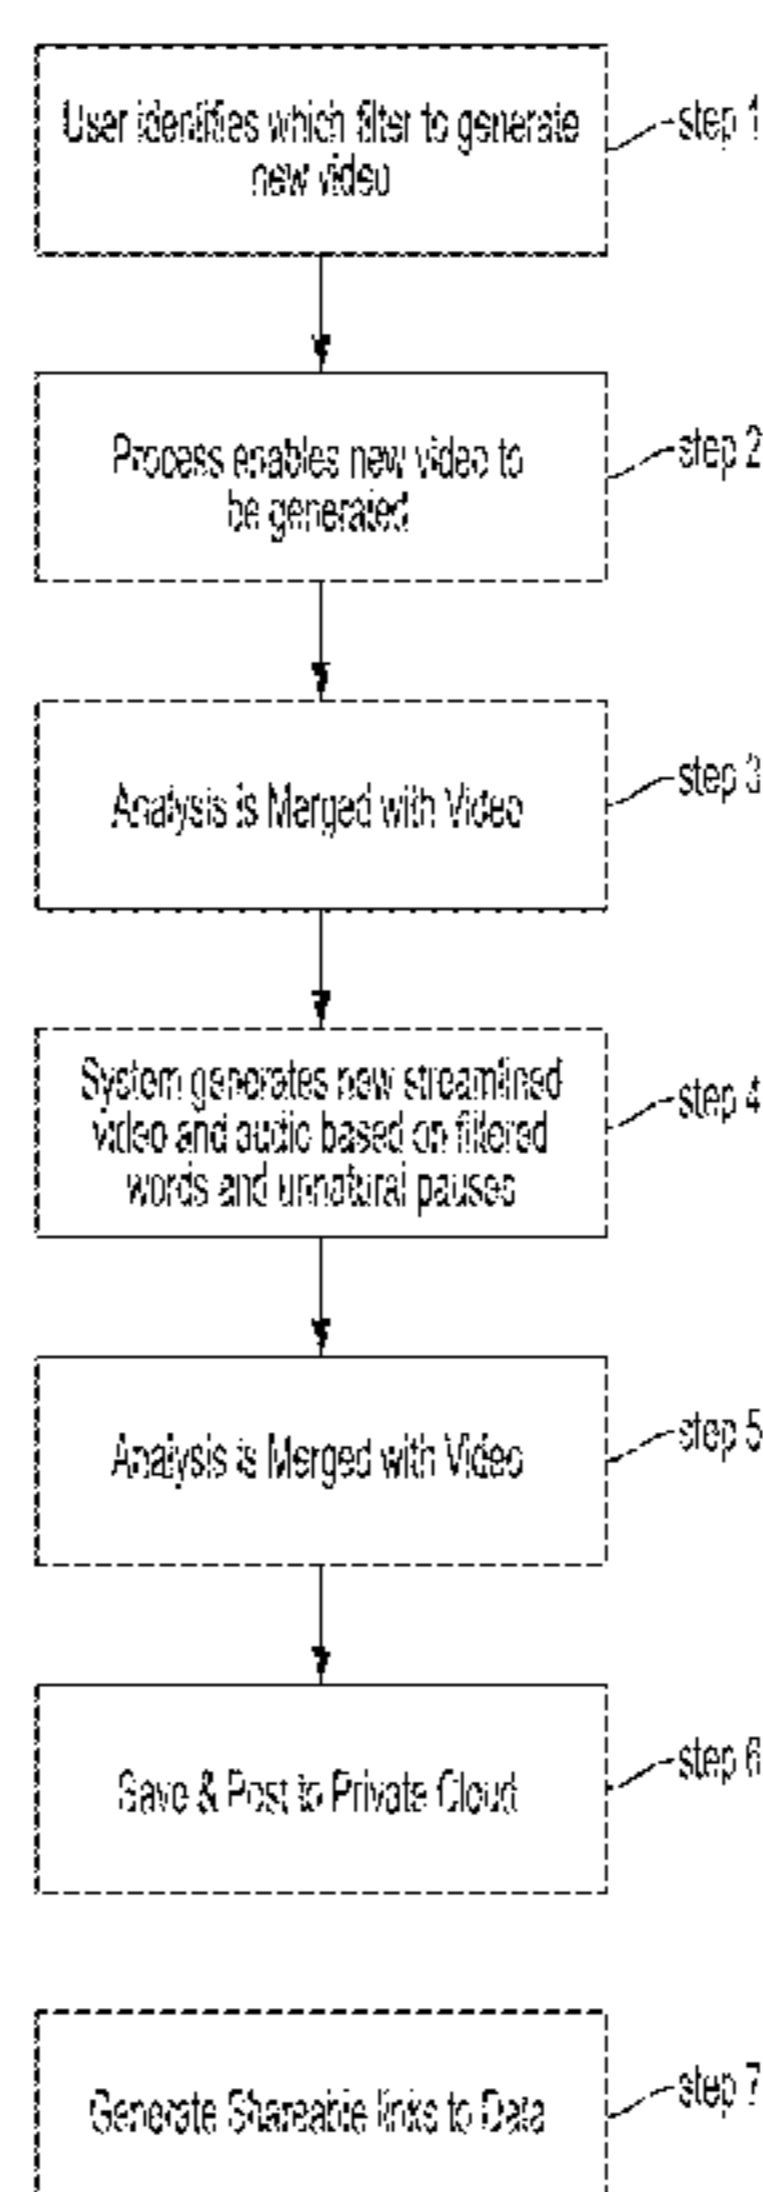 User identifies which filter to generate
new video
step 1
Process enables new video to
be generated
step 2
Analysis is Merged with Video
step 3
System generates new streamlined
video and audio based on filtered
words and unnatural pauses
step 4
Analysis is Merged with Video
step 5
Save & Post to Private Cloud
step 6
Generate Shareable links to Data
step 7